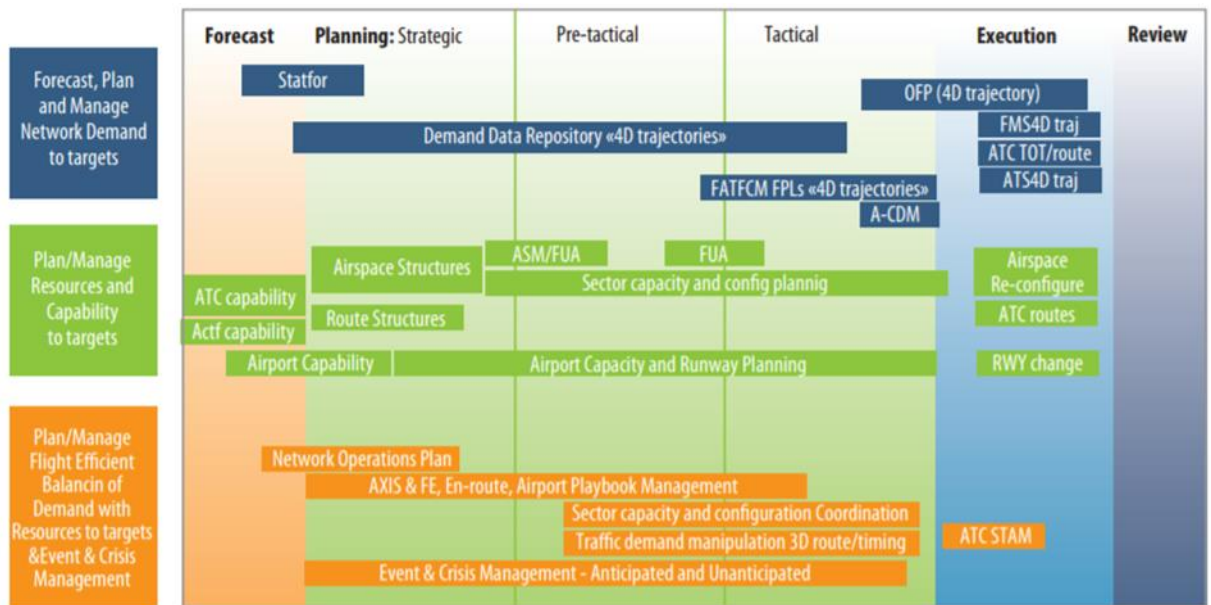 Forecast Planning: Strategic Pre-tactical Tactical Execution Review
Forecast, Plan
and Manage
Network Demand
to targets
Statfor
OFP (4D trajectory)
Demand Data Repository «4D trajectories»
FMS4D traj
ATC TOT/route
ATS4D traj
FATFCM FPLs «4D trajectories»
A-CDM
Plan/Manage
Resources and
Capability
to targets
ATC capability
Actf capability
Airspace Structures
Route Structures
ASM/FUA
FUA
Sector capacity and config plannig
Airspace
Re-configure
ATC routes
Airport Capability
Airport Capacity and Runway Planning
RWY change
Plan/Manage
Flight Efficient
Balancin of
Demand with
Resources to targets
&Event & Crisis
Management
Network Operations Plan
AXIS & FE, En-route, Airport Playbook Management
Sector capacity and configuration Coordination
Traffic demand manipulation 3D route/timing
ATC STAM
Event & Crisis Management - Anticipated and Unanticipated